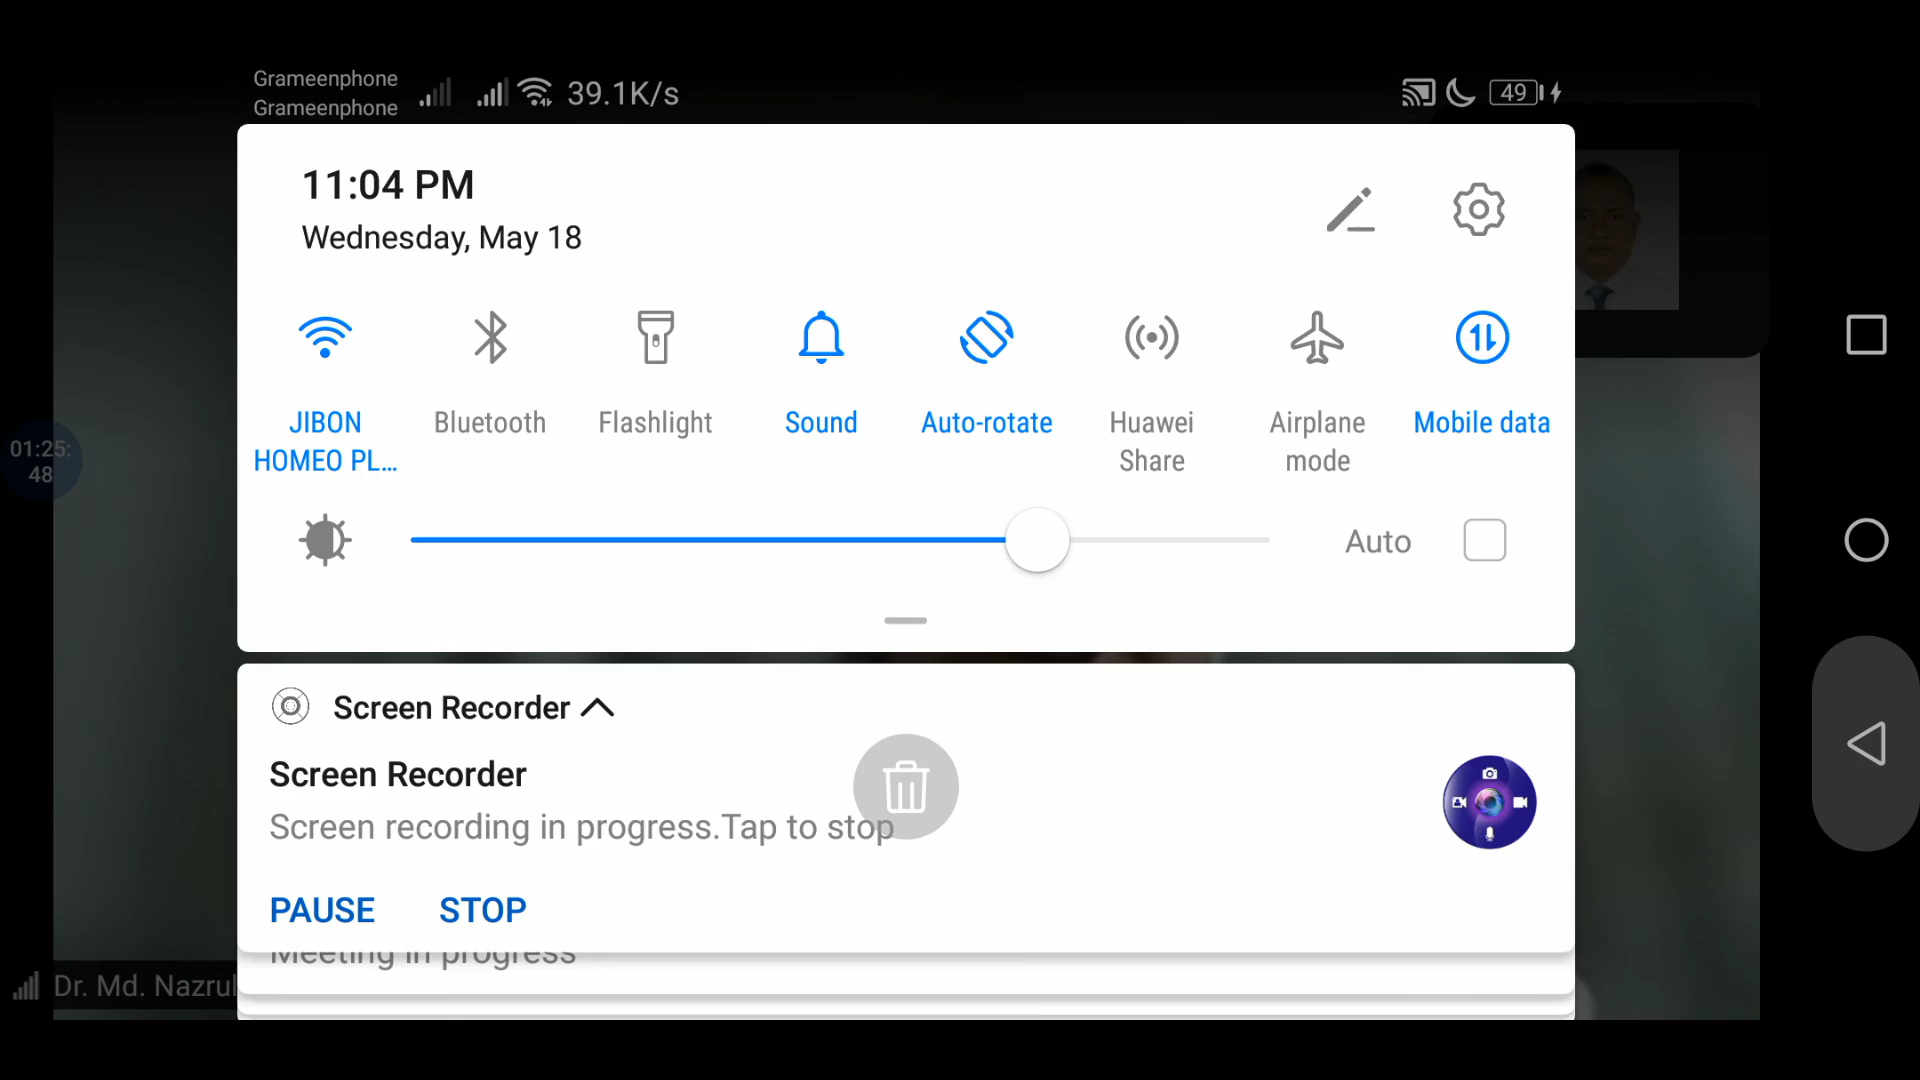 Grameenphone
Grameenphone
39.1K/s
49
11:04 PM
Wednesday, May 18
JIBON
HOMEO PL...
Bluetooth
Flashlight
Sound
Auto-rotate
Huawei
Share
Airplane
mode
Mobile data
01:25:
48
Auto
Screen Recorder
Screen Recorder
Screen recording in progress.Tap to stop
PAUSE STOP
Meeting in progress
Dr. Md. Nazrul